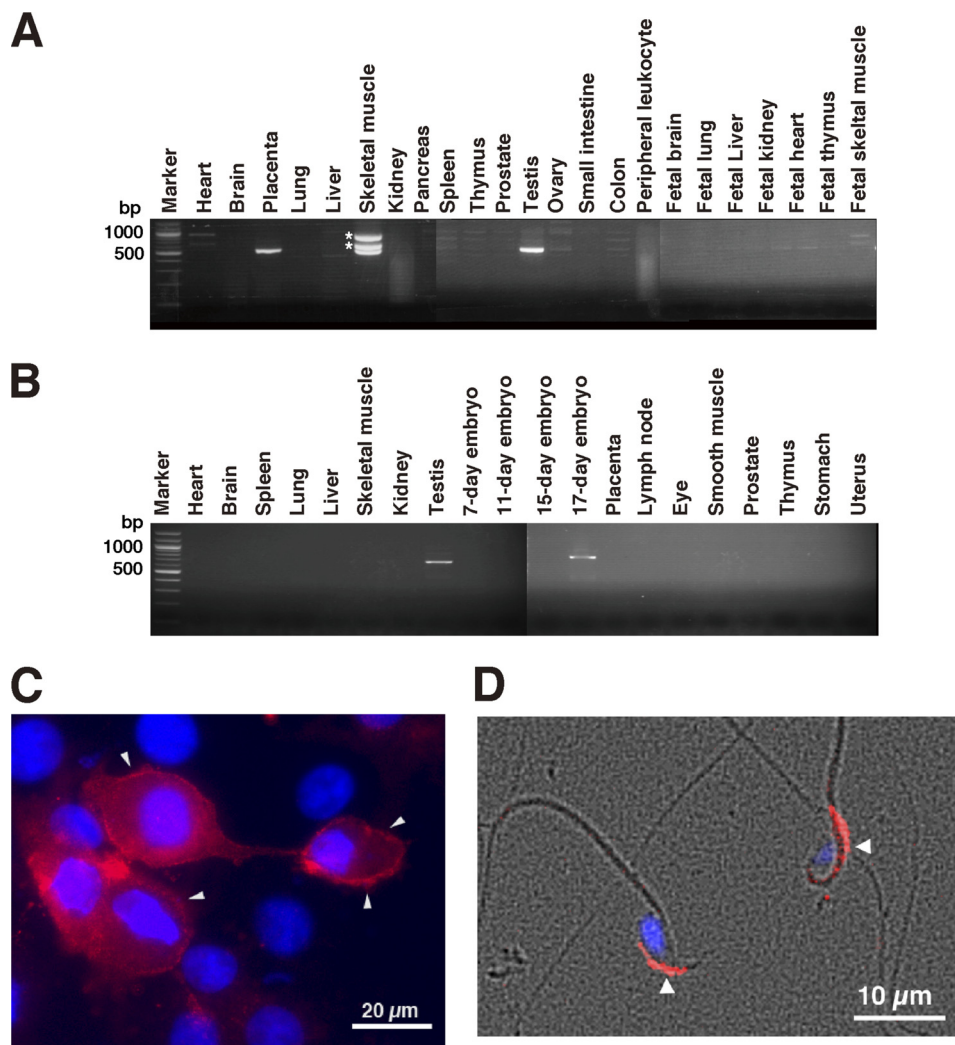 A
Marker
Heart
Brain
Placenta
Lung
Liver
Skeletal muscle
Kidney
Pancreas
Spleen
Thymus
Prostate
Testis
Ovary
Small intestine
Colon
Peripheral leukocyte
Fetal brain
Fetal lung
Fetal Liver
Fetal kidney
Fetal heart
Fetal thymus
Fetal skeltal muscle
bp
1000
500
*
*
B
Marker
Heart
Brain
Spleen
Lung
Liver
Skeletal muscle
Kidney
Testis
7-day embryo
11-day embryo
15-day embryo
17-day embryo
Placenta
Lymph node
Eye
Smooth muscle
Prostate
Thymus
Stomach
Uterus
bp
1000
500
C
20 µm
D
10 µm